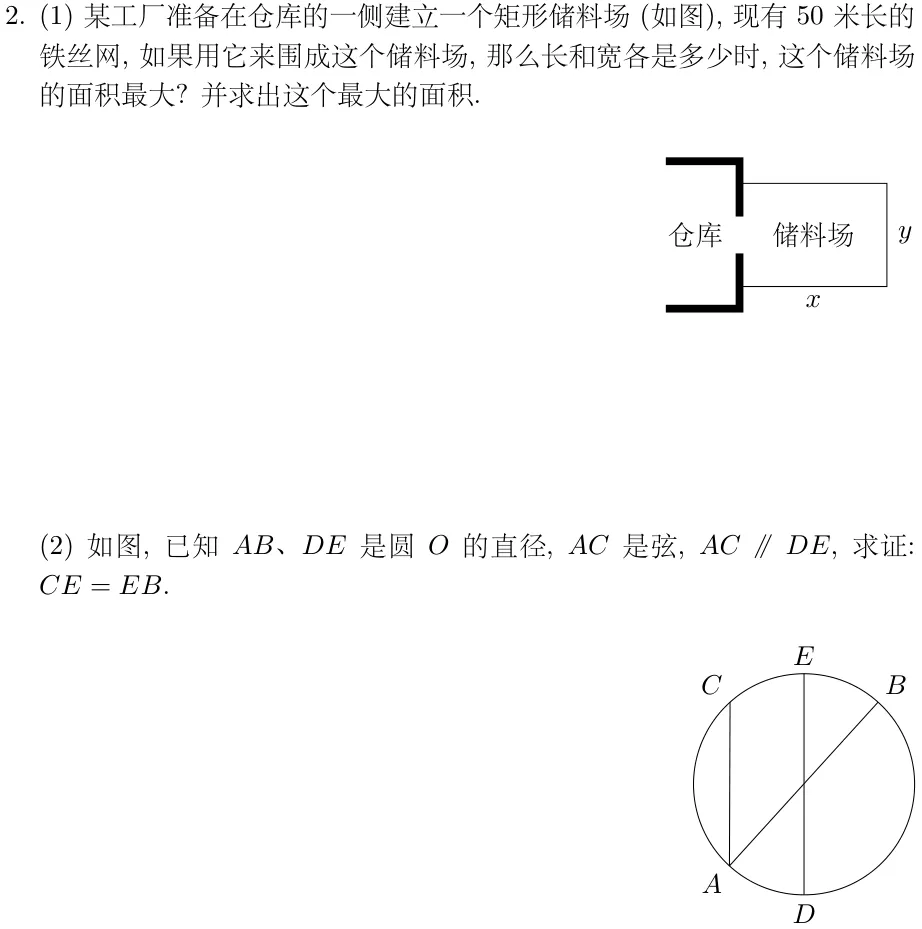 2. (1) 某工厂准备在仓库的一侧建立一个矩形储料场 (如图), 现有 50 米长的
铁丝网, 如果用它来围成这个储料场, 那么长和宽各是多少时, 这个储料场
的面积最大? 并求出这个最大的面积.
仓库 储料场 y
x
(2) 如图, 已知 AB、DE 是圆 O 的直径, AC 是弦, AC ∥ DE, 求证:
CE = EB.
E
C B
A
D